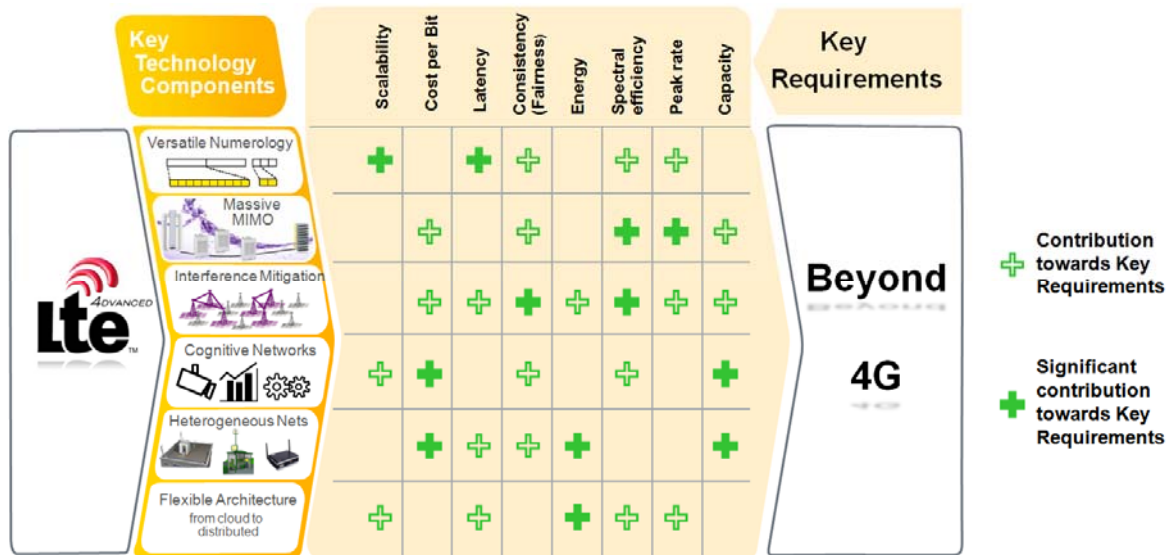 Key
Technology
Components
Scalability
Cost per Bit
Latency
Consistency
(Fairness)
Energy
Spectral
efficiency
Peak rate
Capacity
Key
Requirements
Versatile Numerology
Massive
MIMO
Interference Mitigation
Cognitive Networks
Heterogeneous Nets
Flexible Architecture
from cloud to
distributed
ADVANCED
Lte
TM
Beyond
4G
Contribution
towards Key
Requirements
Significant
contribution
towards Key
Requirements